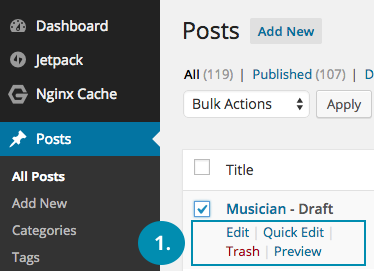 Dashboard
Jetpack
Nginx Cache
Posts
All Posts
Add New
Categories
Tags
Posts Add New
All (119) | Published (107) | D
Bulk Actions Apply
Title
Musician - Draft
1.
Edit | Quick Edit |
Trash | Preview